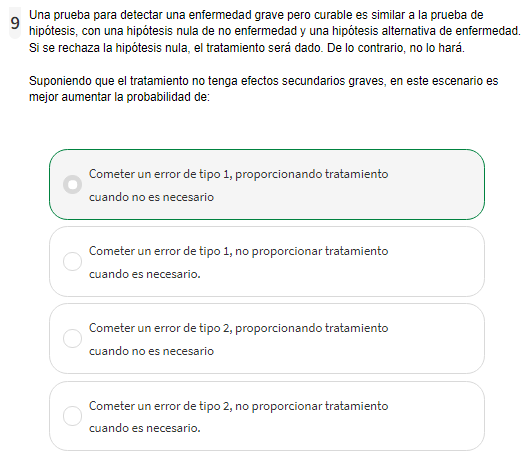 9
Una prueba para detectar una enfermedad grave pero curable es similar a la prueba de
hipótesis, con una hipótesis nula de no enfermedad y una hipótesis alternativa de enfermedad.
Si se rechaza la hipótesis nula, el tratamiento será dado. De lo contrario, no lo hará.
Suponiendo que el tratamiento no tenga efectos secundarios graves, en este escenario es
mejor aumentar la probabilidad de:
Cometer un error de tipo 1, proporcionando tratamiento
cuando no es necesario
Cometer un error de tipo 1, no proporcionar tratamiento
cuando es necesario.
Cometer un error de tipo 2, proporcionando tratamiento
cuando no es necesario
Cometer un error de tipo 2, no proporcionar tratamiento
cuando es necesario.